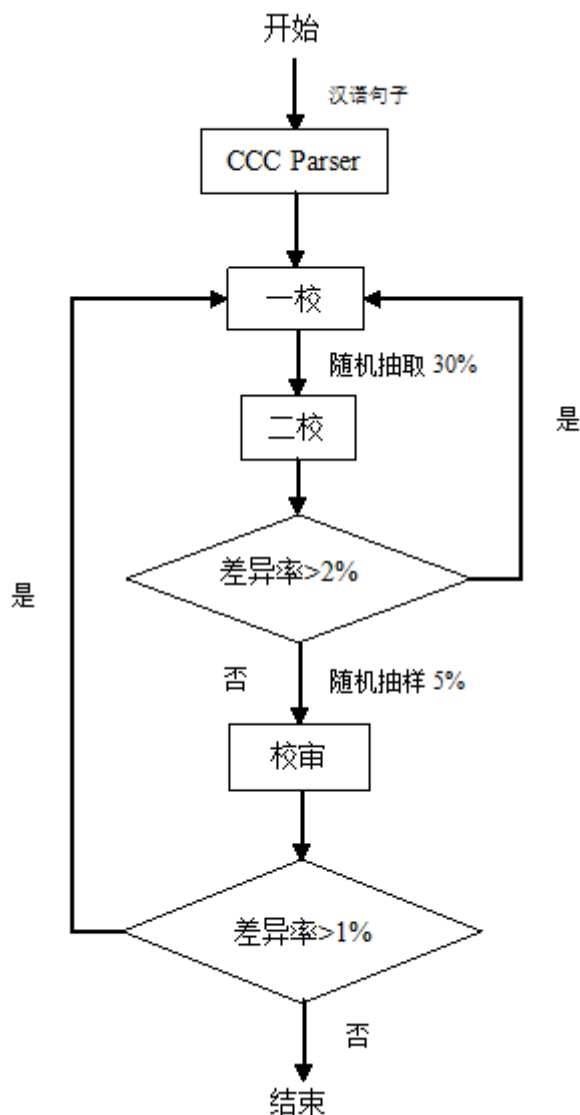 开始
汉语句子
CCC Parser
一校
随机抽取 30%
二校
是
差异率>2%
是
否
随机抽样 5%
校审
差异率>1%
否
结束